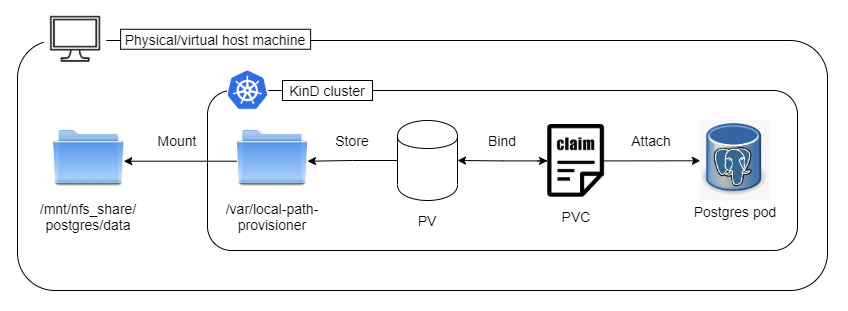 Physical/virtual host machine
KinD cluster
Mount
Store
Bind
claim
Attach
/mnt/nfs_share/
postgres/data
/var/local-path-
provisioner
PV
PVC
Postgres pod